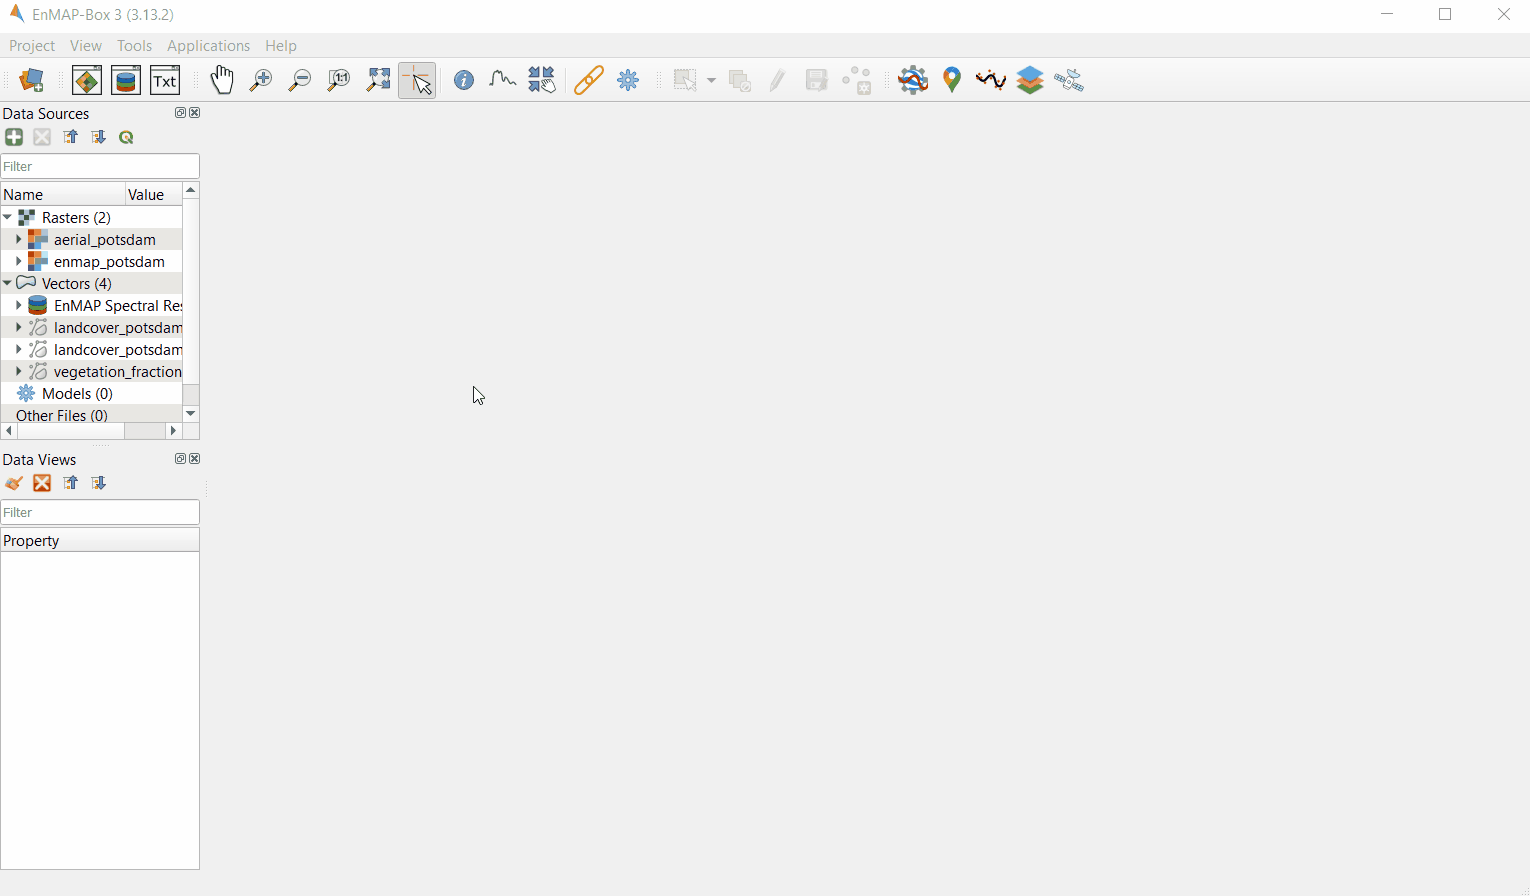 EnMAP-Box 3 (3.13.2)
Project View Tools Applications Help
1:1
Txt
Data Sources
Filter
Name Value
Rasters (2)
aerial_potsdam
enmap_potsdam
Vectors (4)
EnMAP Spectral Re
landcover_potsdam
landcover_potsdam
vegetation_fraction
Models (0)
Other Files (0)
Data Views
Filter
Property